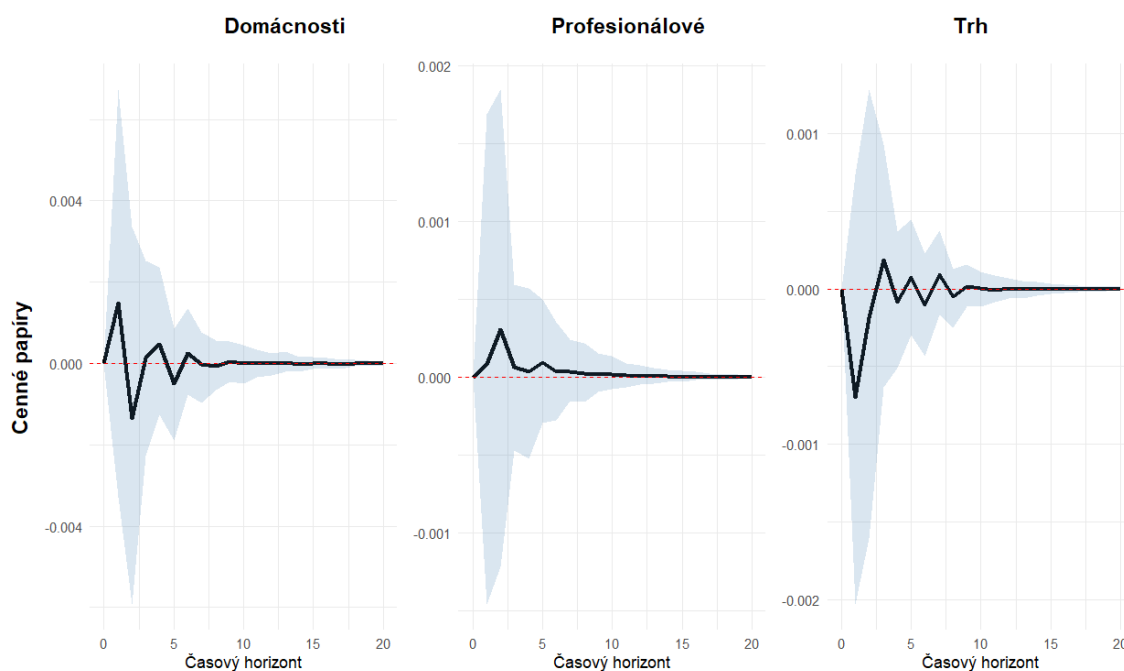 Domácnosti Profesionálové Trh
Cenné papíry
0.004
0.000
-0.004
0 5 10 15 20
Časový horizont
0.002
0.001
0.000
-0.001
0 5 10 15 20
Časový horizont
0.001
0.000
-0.001
-0.002
0 5 10 15 20
Časový horizont